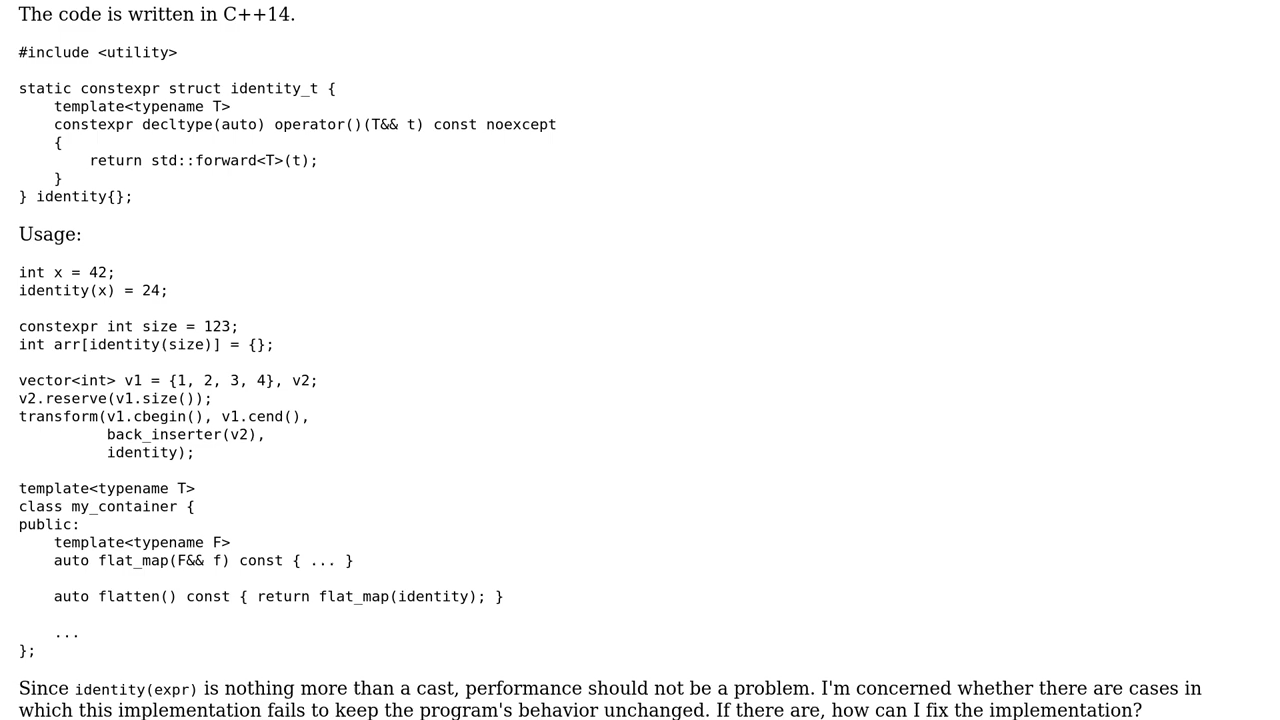 The code is written in C++14.
#include <utility>
static constexpr struct identity_t {
    template<typename T>
    constexpr decltype(auto) operator()(T&& t) const noexcept
    {
        return std::forward<T>(t);
    }
} identity{};
Usage:
int x = 42;
identity(x) = 24;
constexpr int size = 123;
int arr[identity(size)] = {};
vector<int> v1 = {1, 2, 3, 4}, v2;
v2.reserve(v1.size());
transform(v1.cbegin(), v1.cend(),
          back_inserter(v2),
          identity);
template<typename T>
class my_container {
public:
    template<typename F>
    auto flat_map(F&& f) const { ... }
    auto flatten() const { return flat_map(identity); }
    ...
};
Since identity(expr) is nothing more than a cast, performance should not be a problem. I'm concerned whether there are cases in
which this implementation fails to keep the program's behavior unchanged. If there are, how can I fix the implementation?